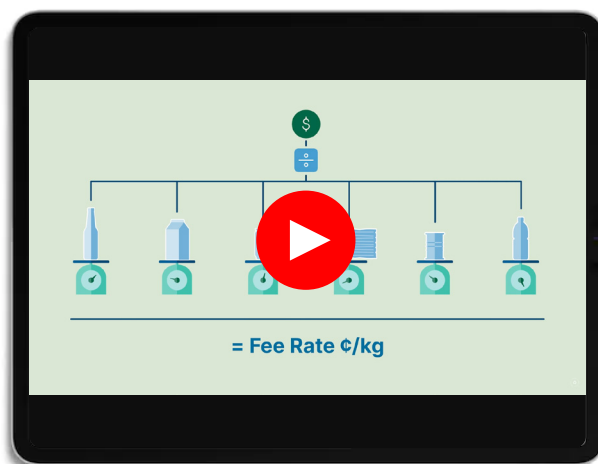 $
÷
= Fee Rate ¢/kg